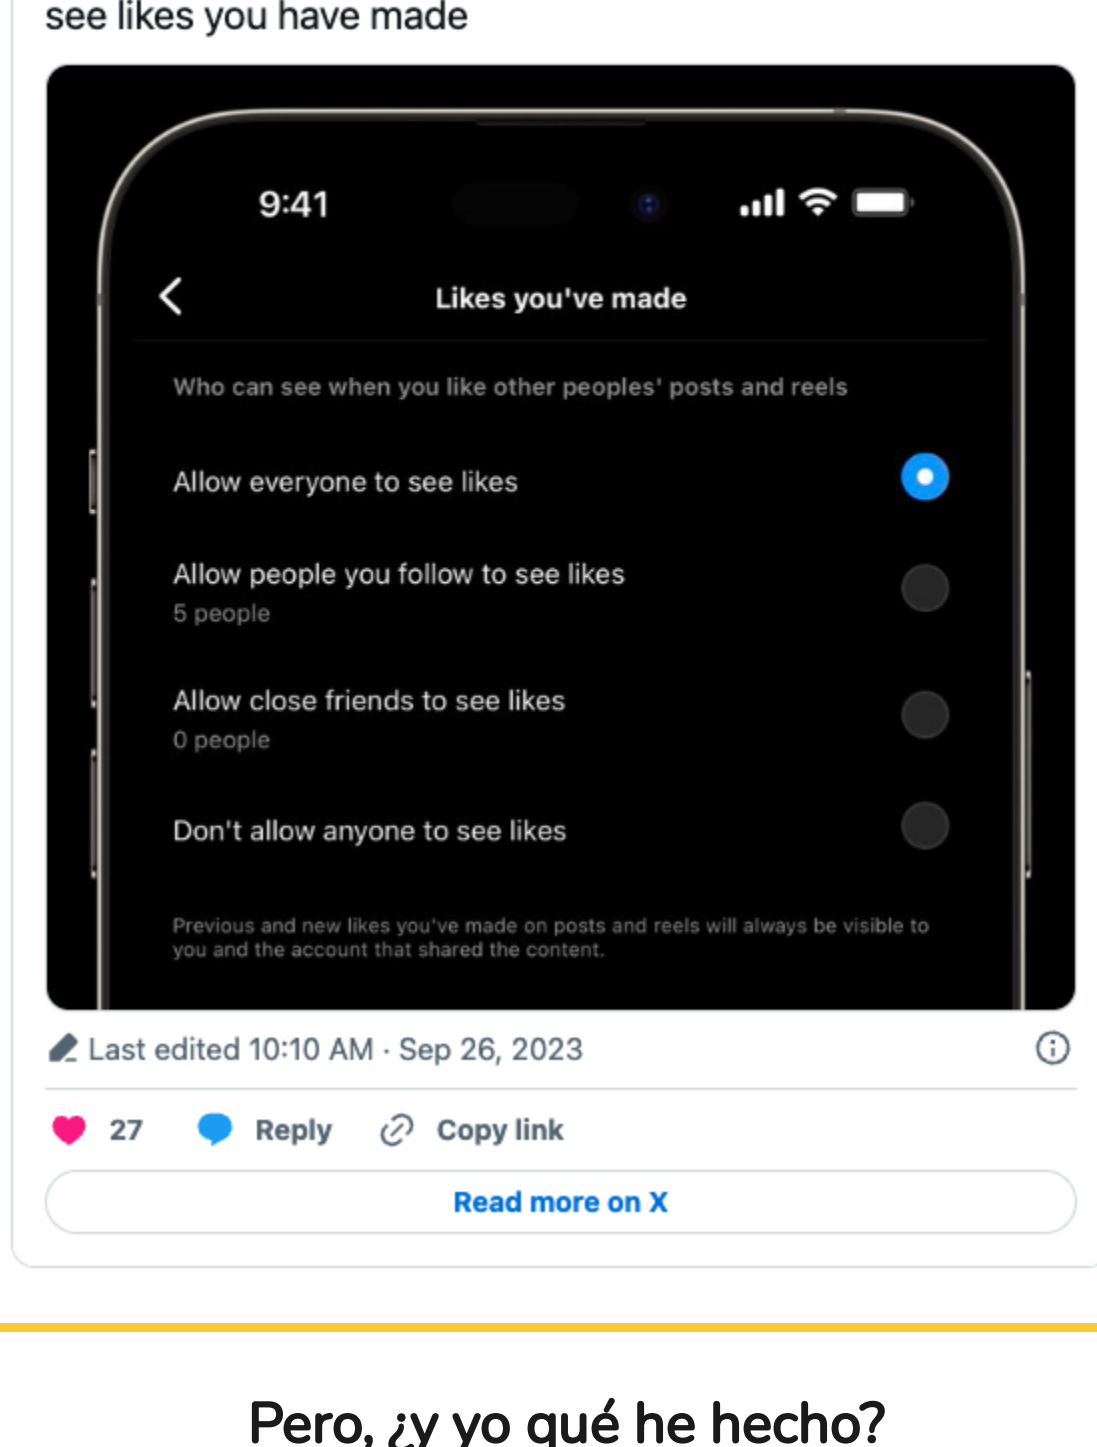 see likes you have made
9:41
Likes you've made
Who can see when you like other peoples' posts and reels
Allow everyone to see likes
Allow people you follow to see likes
5 people
Allow close friends to see likes
0 people
Don't allow anyone to see likes
Previous and new likes you've made on posts and reels will always be visible to
you and the account that shared the content.
Last edited 10:10 AM · Sep 26, 2023
27 Reply Copy link
Read more on X
Pero, ¿y yo qué he hecho?